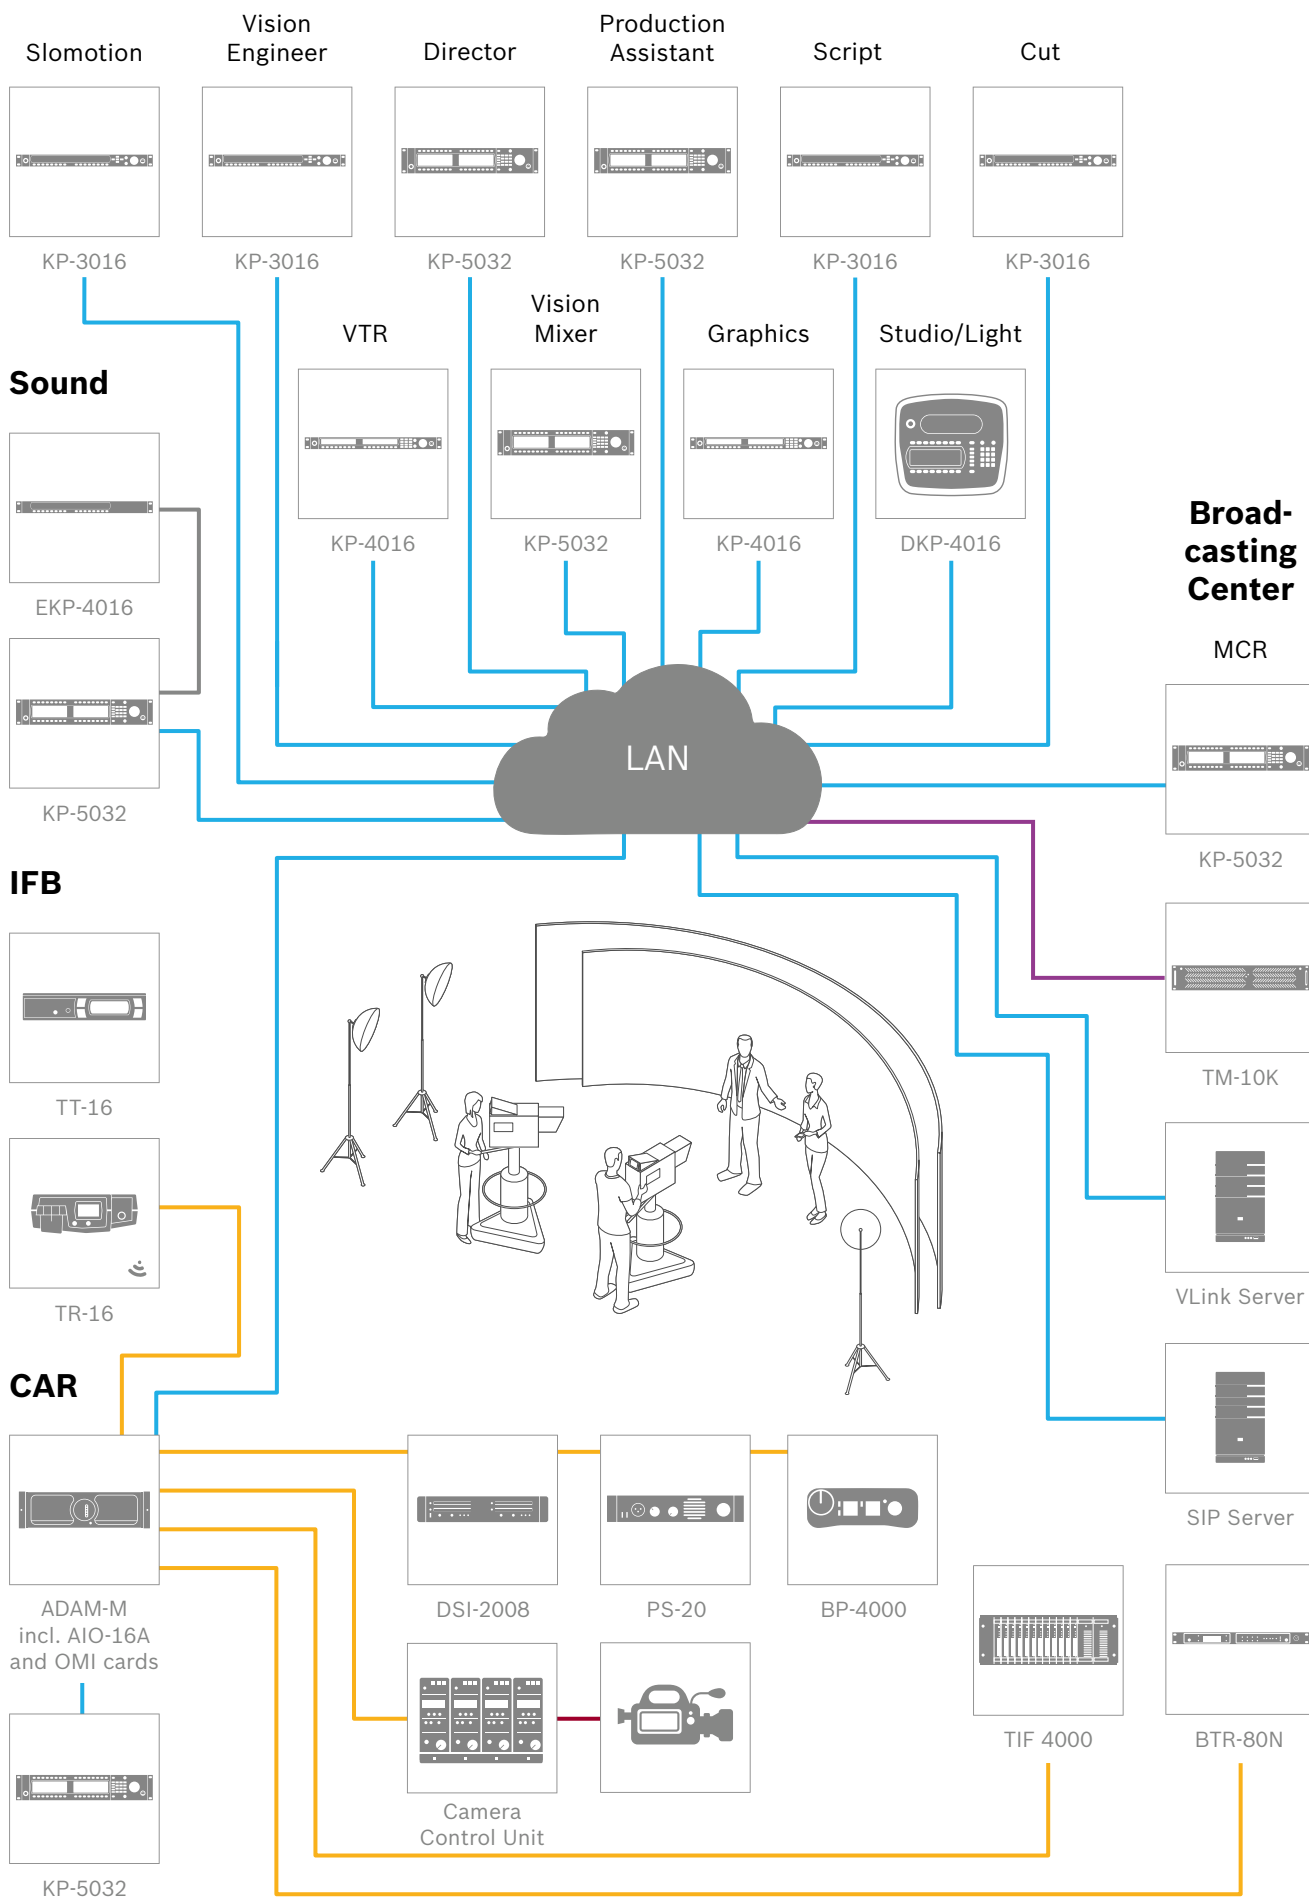 Slomotion
Vision
Engineer
Director
Production
Assistant
Script
Cut
KP-3016
KP-3016
KP-5032
KP-5032
KP-3016
KP-3016
VTR
Vision
Mixer
Graphics
Studio/Light
Sound
KP-4016
KP-5032
KP-4016
DKP-4016
EKP-4016
KP-5032
Broad-
casting
Center
MCR
LAN
KP-5032
IFB
TT-16
TM-10K
TR-16
VLink Server
CAR
SIP Server
ADAM-M
incl. AIO-16A
and OMI cards
DSI-2008
PS-20
BP-4000
TIF 4000
BTR-80N
Camera
Control Unit
KP-5032